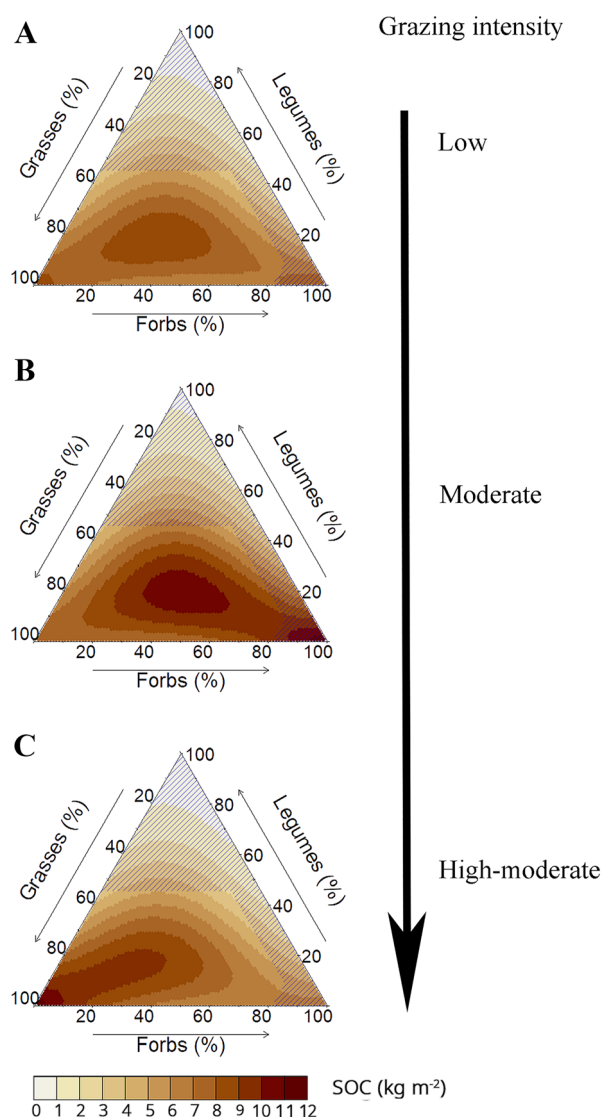 A
Grazing intensity
100
20
80
Grasses (%)
Legumes (%)
40
60
Low
60
40
80
20
100
20
40
60
80
100
Forbs (%)
B
100
20
80
Grasses (%)
Legumes (%)
40
60
Moderate
60
40
80
20
100
20
40
60
80
100
Forbs (%)
C
100
20
80
Grasses (%)
Legumes (%)
40
60
High-moderate
60
40
80
20
100
20
40
60
80
100
Forbs (%)
SOC (kg m⁻²)
0 1 2 3 4 5 6 7 8 9 10 11 12